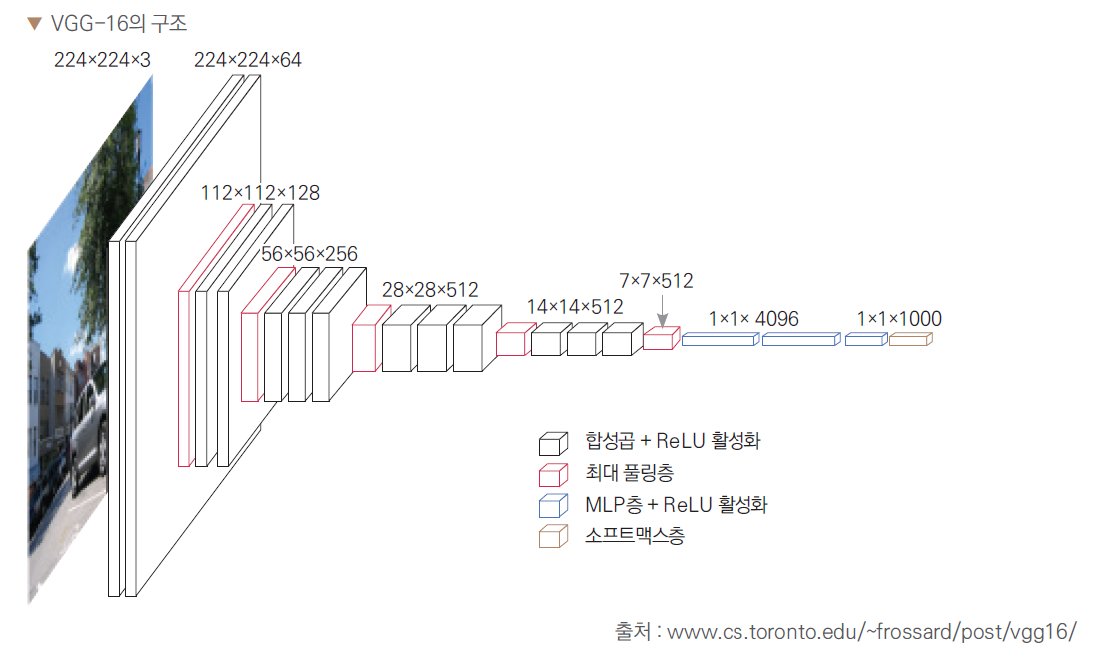 ▼ VGG-16의 구조
224×224×3
224×224×64
112×112×128
56×56×256
28×28×512
14×14×512
7×7×512
1×1× 4096
1×1×1000
합성곱 + ReLU 활성화
최대 풀링층
MLP층 + ReLU 활성화
소프트맥스층
출처 : www.cs.toronto.edu/~frossard/post/vgg16/